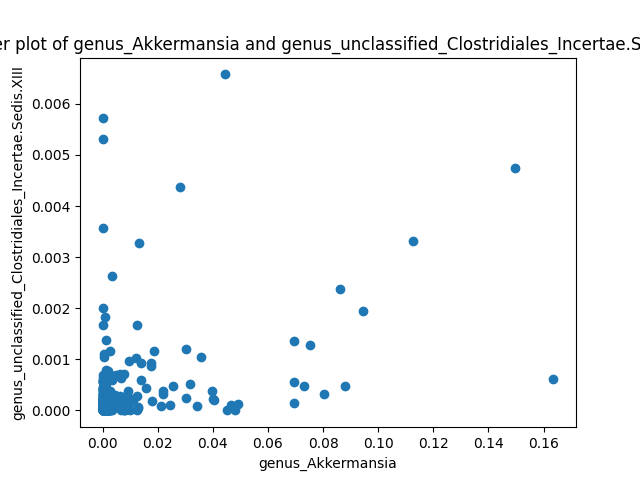 er plot of genus_Akkermansia and genus_unclassified_Clostridiales_Incertae.S
genus_unclassified_Clostridiales_Incertae.Sedis.XIII
0.006
0.005
0.004
0.003
0.002
0.001
0.000
0.00 0.02 0.04 0.06 0.08 0.10 0.12 0.14 0.16
genus_Akkermansia